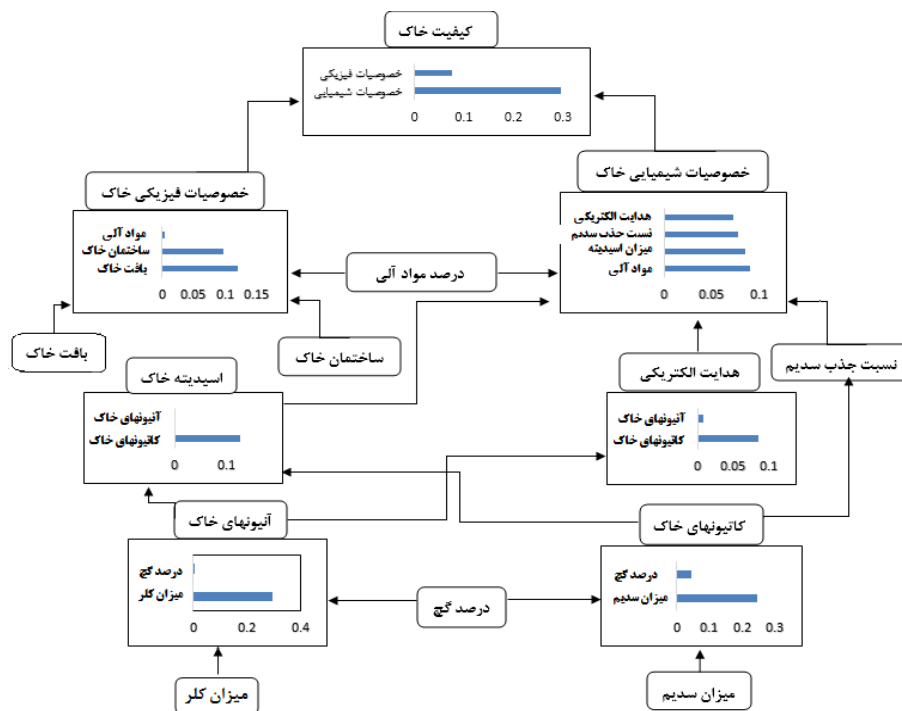 کیفیت خاک
خصوصیات فیزیکی
خصوصیات شیمیایی
0 0.1 0.2 0.3
خصوصیات فیزیکی خاک
مواد آلی
ساختمان خاک
بافت خاک
0 0.05 0.1 0.15
خصوصیات شیمیایی خاک
هدایت الکتریکی
نسبت جذب سدیم
میزان اسیدیته
مواد آلی
0 0.05 0.1
درصد مواد آلی
بافت خاک
ساختمان خاک
نسبت جذب سدیم
اسیدیته خاک
آنیونهای خاک
کاتیونهای خاک
0 0.1
هدایت الکتریکی
آنیونهای خاک
کاتیونهای خاک
0 0.05 0.1
آنیونهای خاک
درصد گچ
میزان کلر
0 0.2 0.4
کاتیونهای خاک
درصد گچ
میزان سدیم
0 0.1 0.2 0.3
درصد گچ
میزان کلر
میزان سدیم